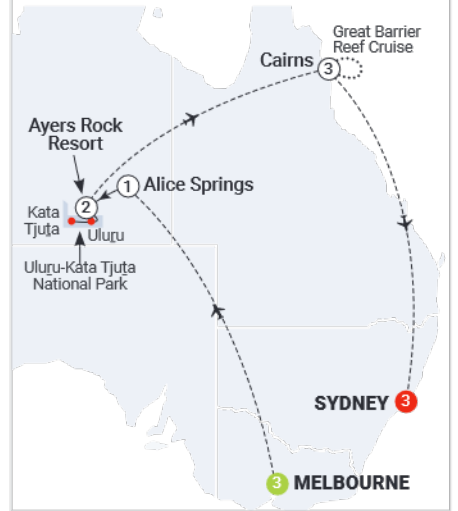 Great Barrier
Reef Cruise
Cairns 3
Ayers Rock
Resort
1 Alice Springs
2
Kata
Tjuṯa
Uluṟu
Uluṟu-Kata Tjuṯa
National Park
SYDNEY 3
3 MELBOURNE